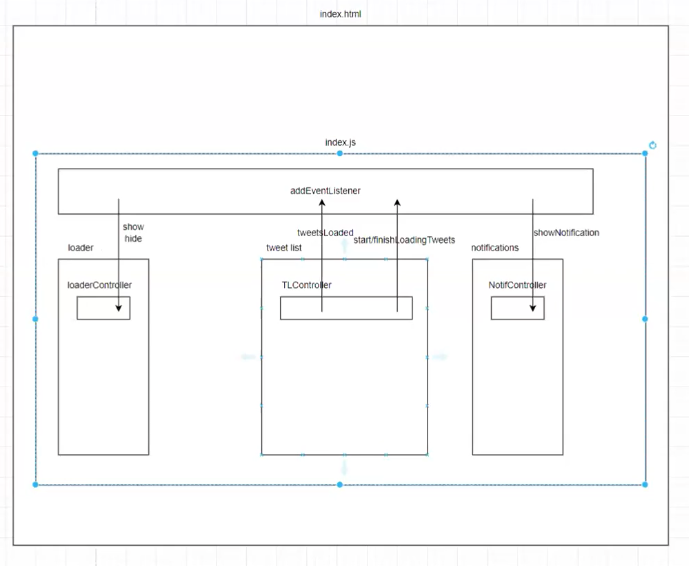 index.html
index.js
addEventListener
show
hide
tweetsLoaded
start/finishLoadingTweets
showNotification
loader
tweet list
notifications
loaderController
TLController
NotifController